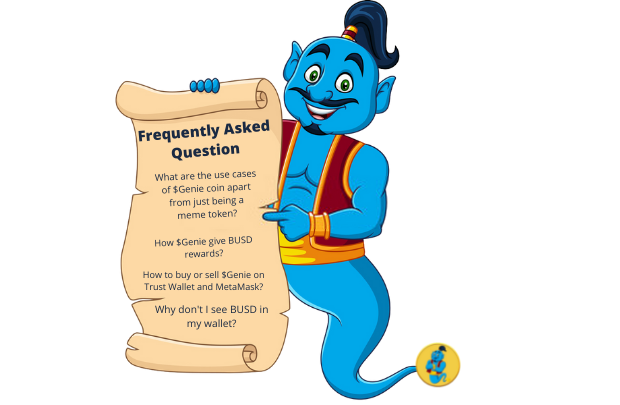 Frequently Asked
Question
What are the use cases
of $Genie coin apart
from just being a
meme token?
How $Genie give BUSD
rewards?
How to buy or sell $Genie on
Trust Wallet and MetaMask?
Why don't I see BUSD in
my wallet?